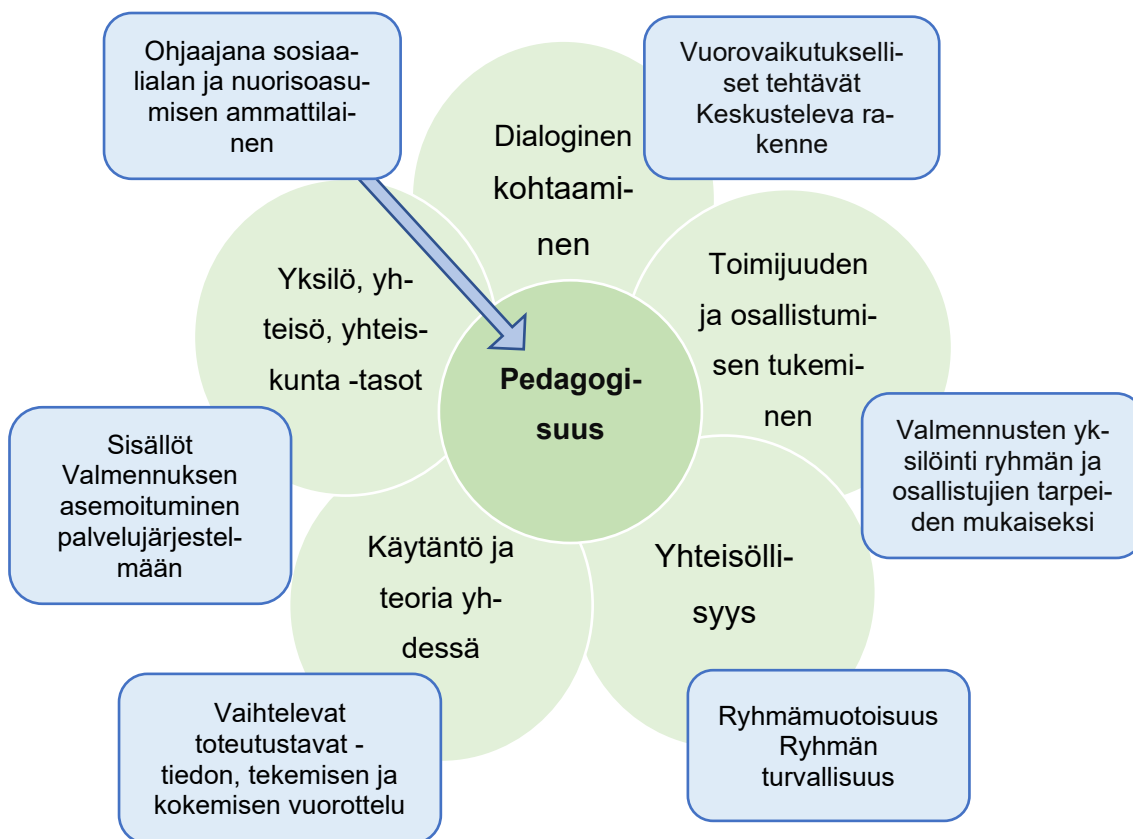 Ohjaajana sosiaa-
lialan ja nuorisoasu-
misen ammattilai-
nen
Vuorovaikutukselli-
set tehtävät
Keskusteleva ra-
kenne
Dialoginen
kohtaami-
nen
Yksilö, yh-
teisö, yhteis-
kunta -tasot
Toimijuuden
ja osallistumi-
sen tukemi-
nen
Pedagogi-
suus
Sisällöt
Valmennuksen
asemoituminen
palvelujärjestel-
mään
Valmennusten yk-
silöinti ryhmän ja
osallistujien tarpei-
den mukaiseksi
Käytäntö ja
teoria yh-
dessä
Yhteisölli-
syys
Vaihtelevat
toteutustavat -
tiedon, tekemisen ja
kokemisen vuorottelu
Ryhmämuotoisuus
Ryhmän
turvallisuus